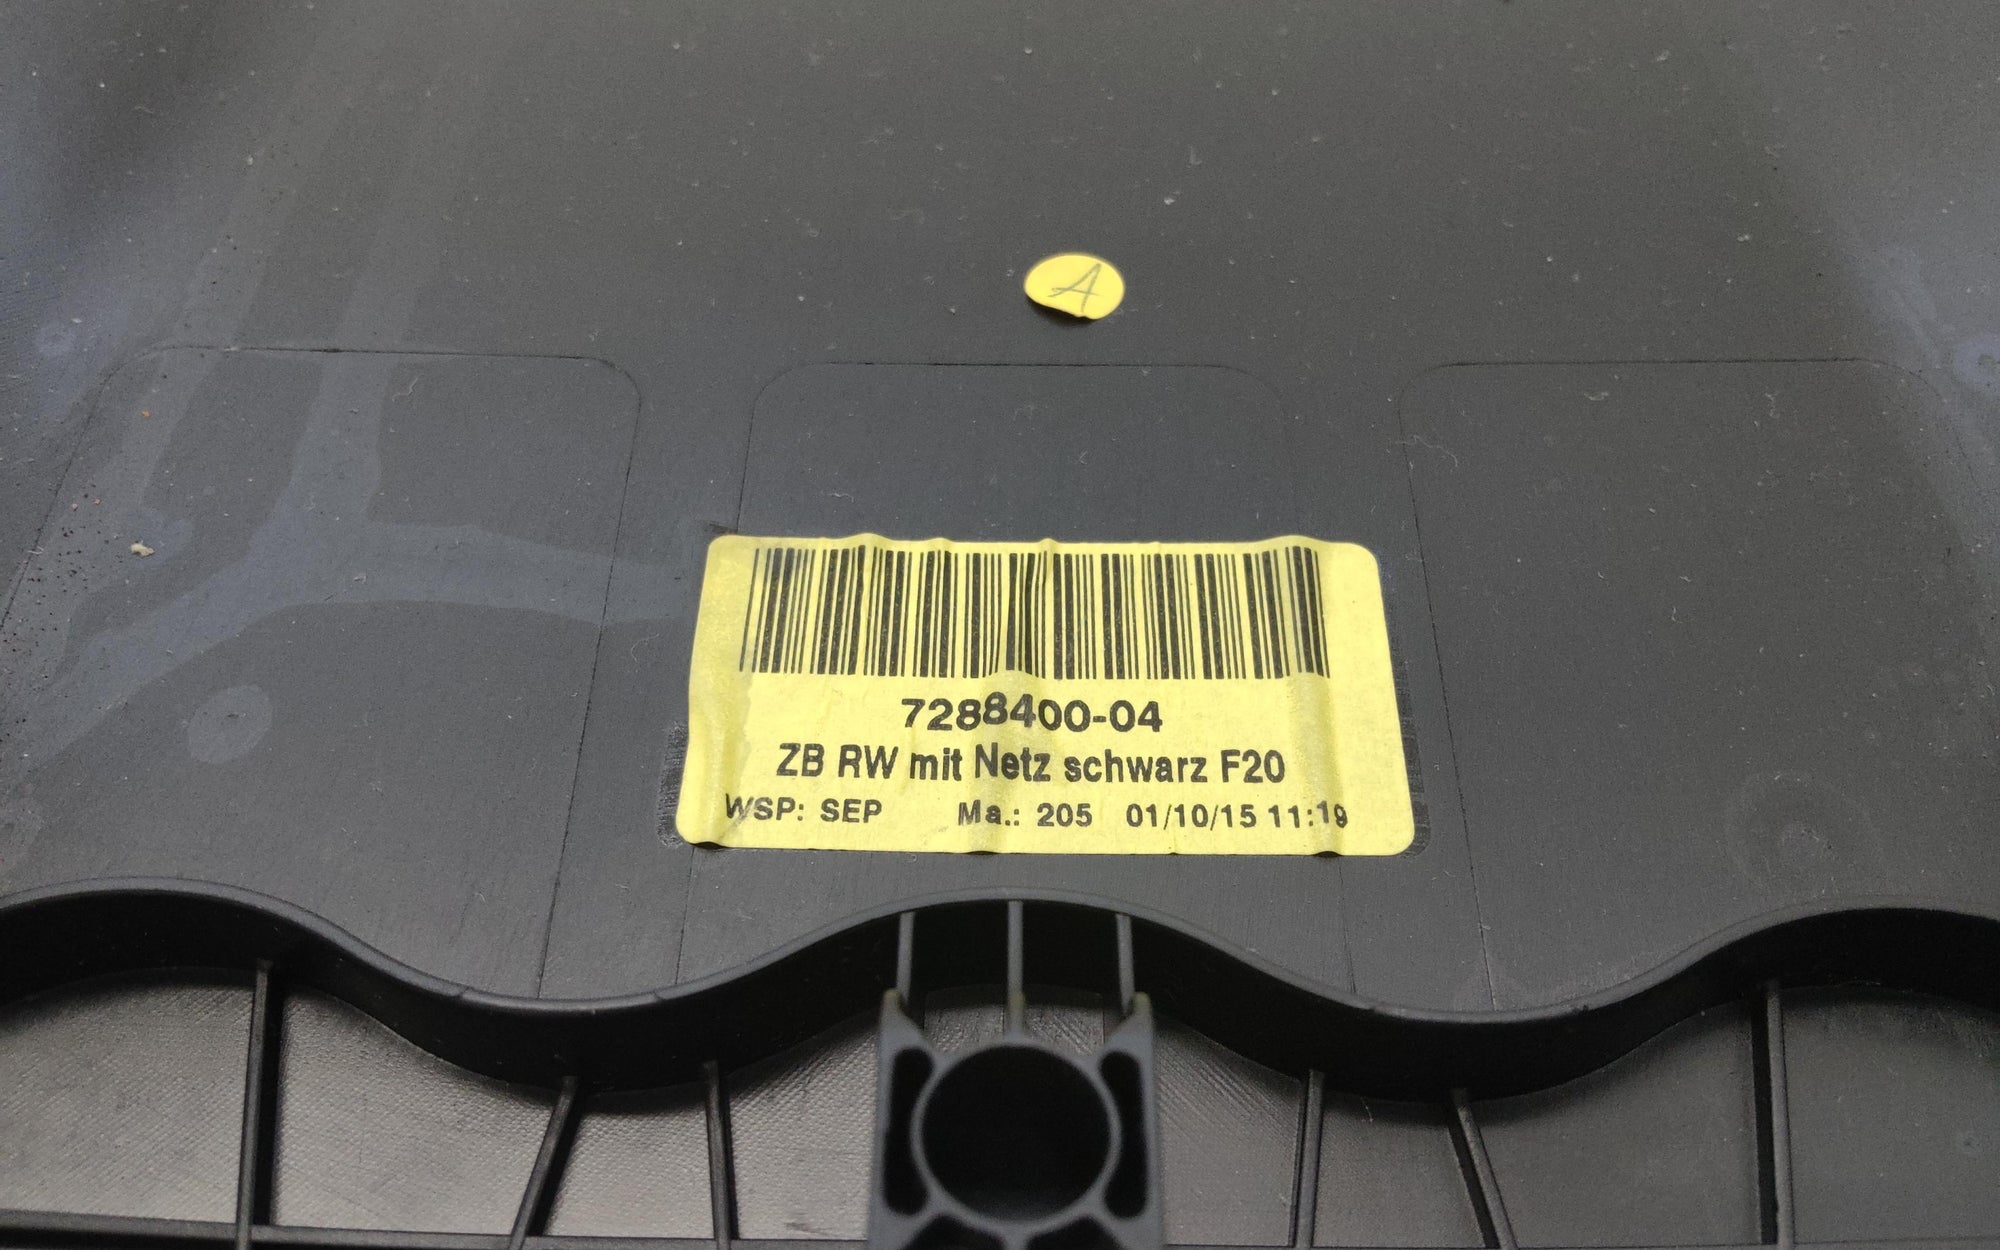 A
7288400-04
ZB RW mit Netz schwarz F20
WSP: SEP Ma.: 205 01/10/15 11:19